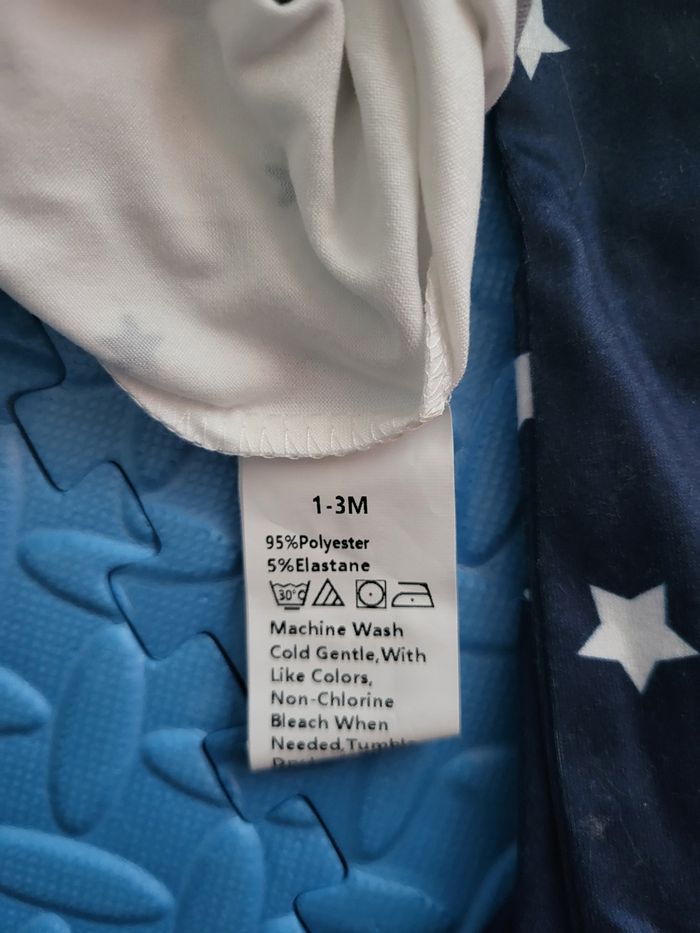 1-3M
95%Polyester
5%Elastane
30°C
Machine Wash
Cold Gentle,With
Like Colors,
Non-Chlorine
Bleach When
Needed,Tumble